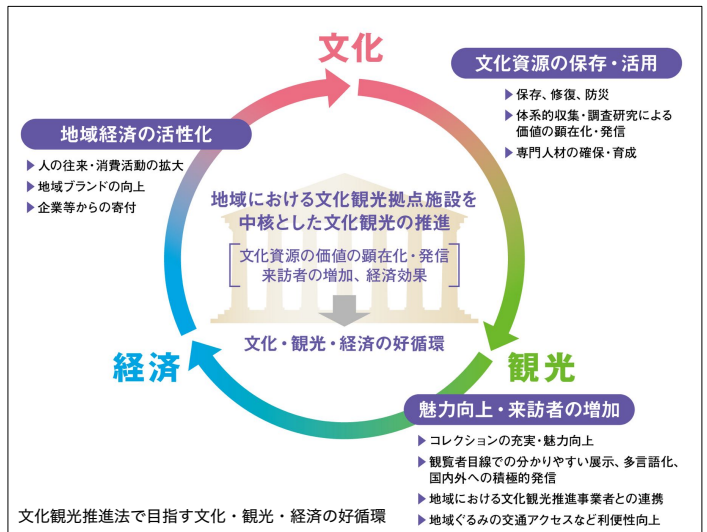 文化
文化資源の保存・活用
▶保存、修復、防災
▶体系的収集・調査研究による
価値の顕在化・発信
▶専門人材の確保・育成
地域経済の活性化
▶人の往来・消費活動の拡大
▶地域ブランドの向上
▶企業等からの寄付
地域における文化観光拠点施設を
中核とした文化観光の推進
文化資源の価値の顕在化・発信
来訪者の増加、経済効果
文化・観光・経済の好循環
経済
観光
魅力向上・来訪者の増加
▶コレクションの充実・魅力向上
▶観覧者目線での分かりやすい展示、多言語化、
国内外への積極的発信
▶地域における文化観光推進事業者との連携
▶地域ぐるみの交通アクセスなど利便性向上
文化観光推進法で目指す文化・観光・経済の好循環